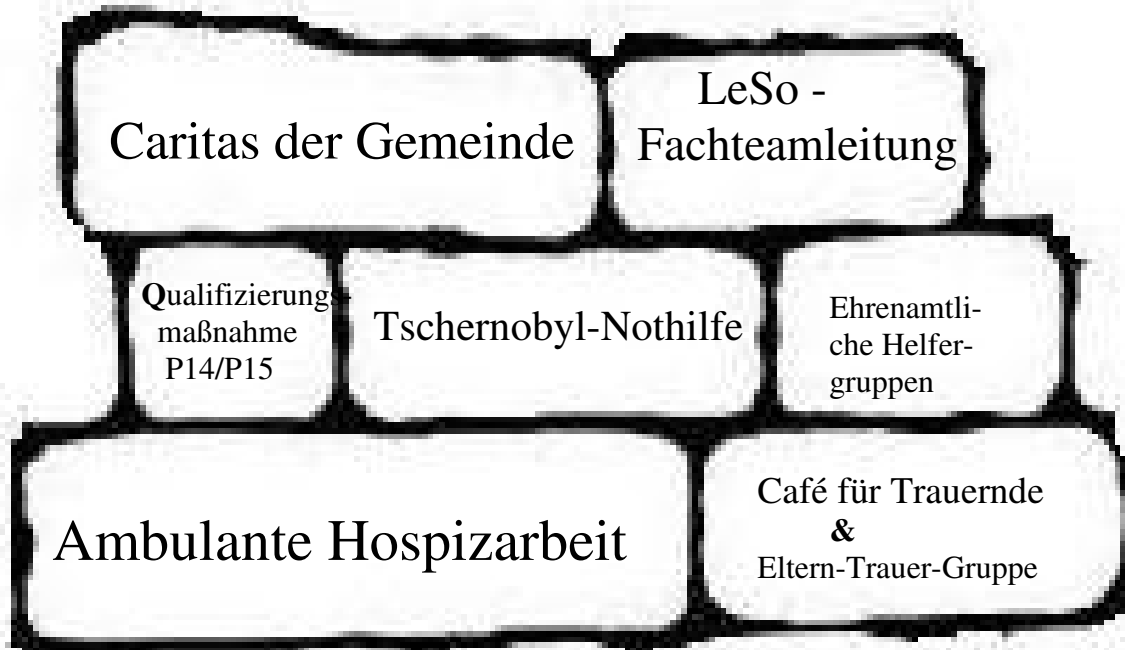 Caritas der Gemeinde
LeSo -
Fachteamleitung
Qualifizierungs-
maßnahme
P14/P15
Tschernobyl-Nothilfe
Ehrenamtli-
che Helfer-
gruppen
Ambulante Hospizarbeit
Café für Trauernde
&
Eltern-Trauer-Gruppe